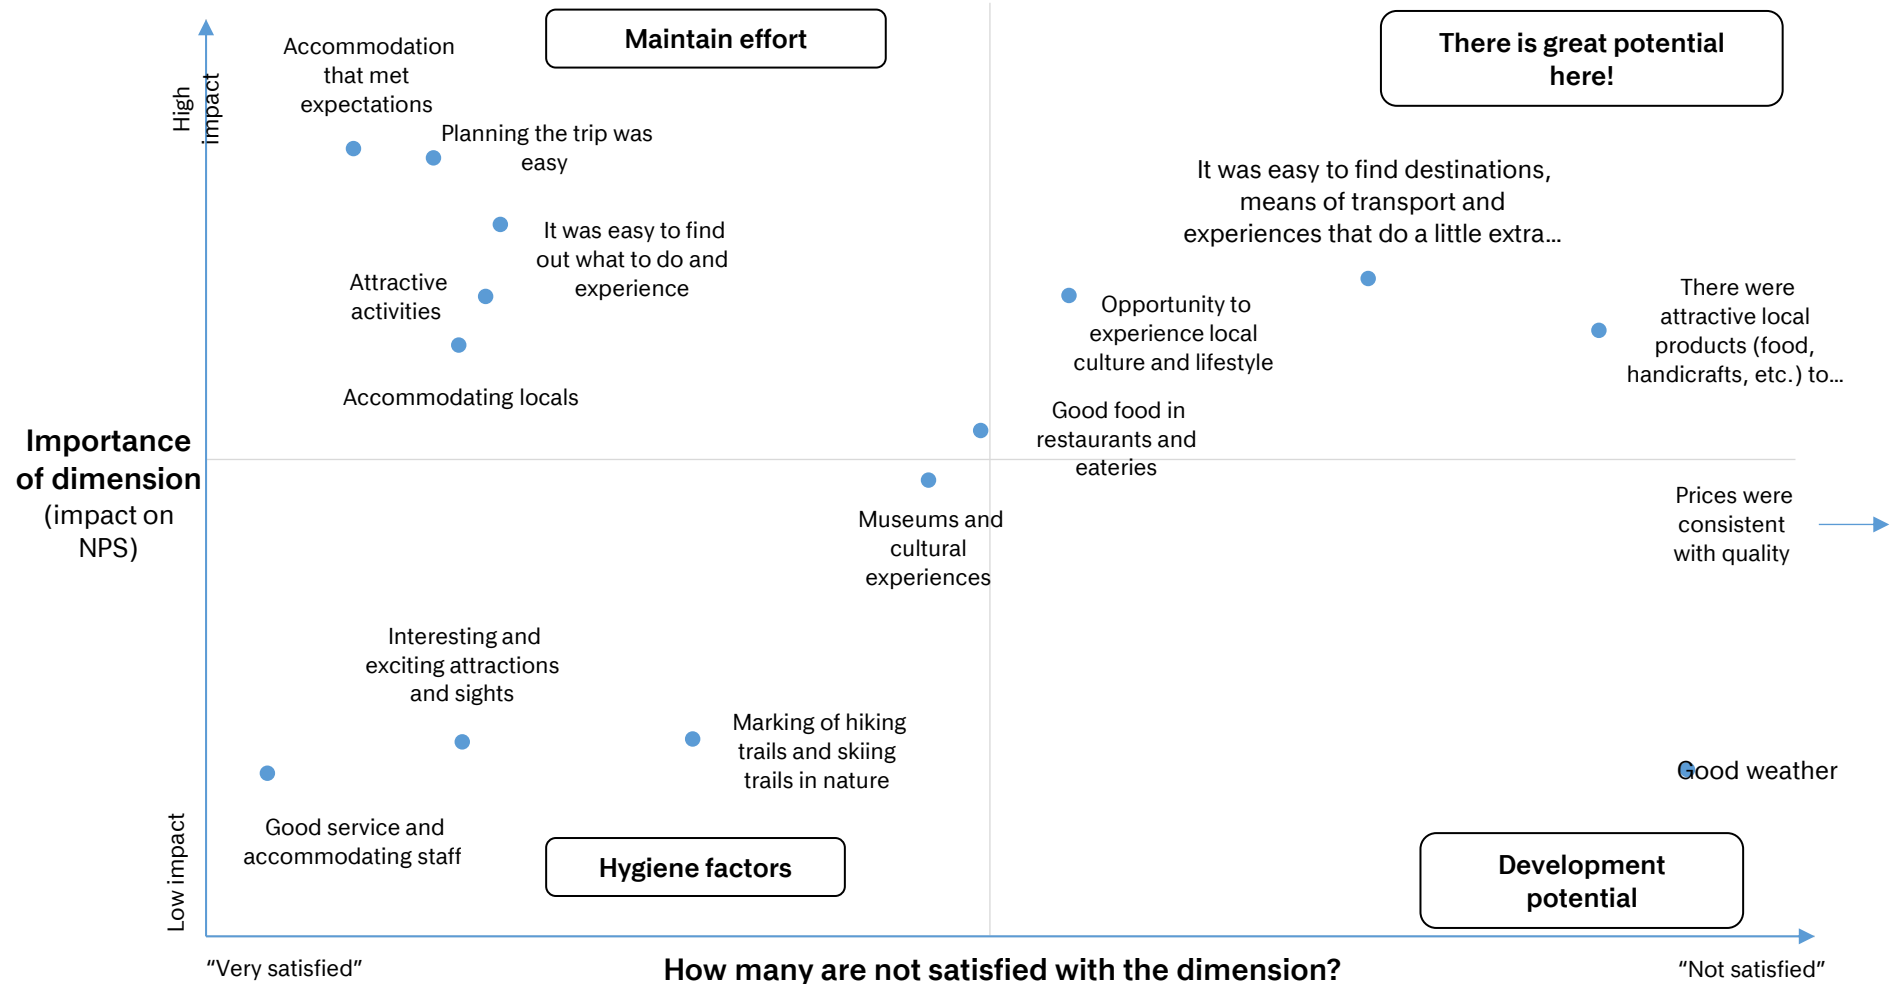 Maintain effort
There is great potential
here!
Accommodation
that met
expectations
High
impact
Planning the trip was
easy
It was easy to find destinations,
means of transport and
experiences that do a little extra...
It was easy to find
out what to do and
experience
Attractive
activities
There were
attractive local
products (food,
handicrafts, etc.) to...
Opportunity to
experience local
culture and lifestyle
Accommodating locals
Good food in
restaurants and
eateries
Importance
of dimension
(impact on
NPS)
Prices were
consistent
with quality
Museums and
cultural
experiences
Interesting and
exciting attractions
and sights
Marking of hiking
trails and skiing
trails in nature
Good weather
Good service and
accommodating staff
Low impact
Hygiene factors
Development
potential
“Very satisfied”
How many are not satisfied with the dimension?
“Not satisfied”